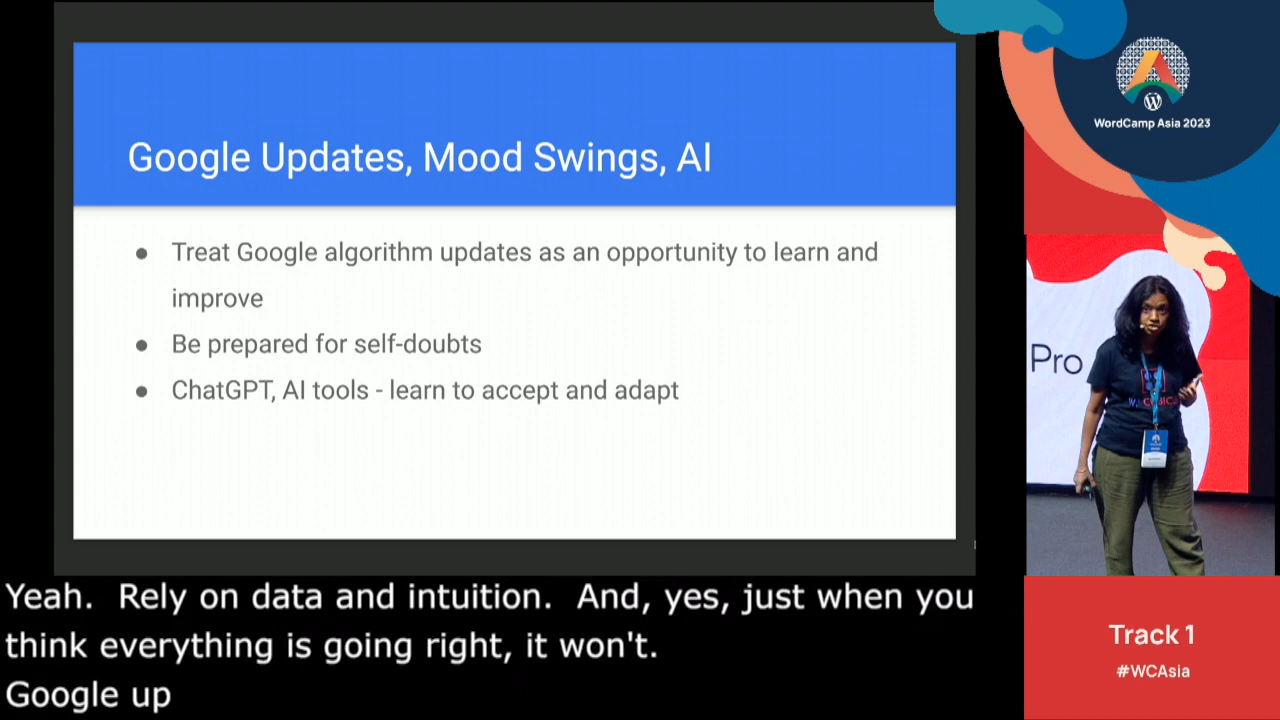 Google Updates, Mood Swings, AI
● Treat Google algorithm updates as an opportunity to learn and
improve
● Be prepared for self-doubts
● ChatGPT, AI tools - learn to accept and adapt
Yeah.  Rely on data and intuition.  And, yes, just when you
think everything is going right, it won't.
Google up
WordCamp Asia 2023
Pro
Track 1
#WCAsia